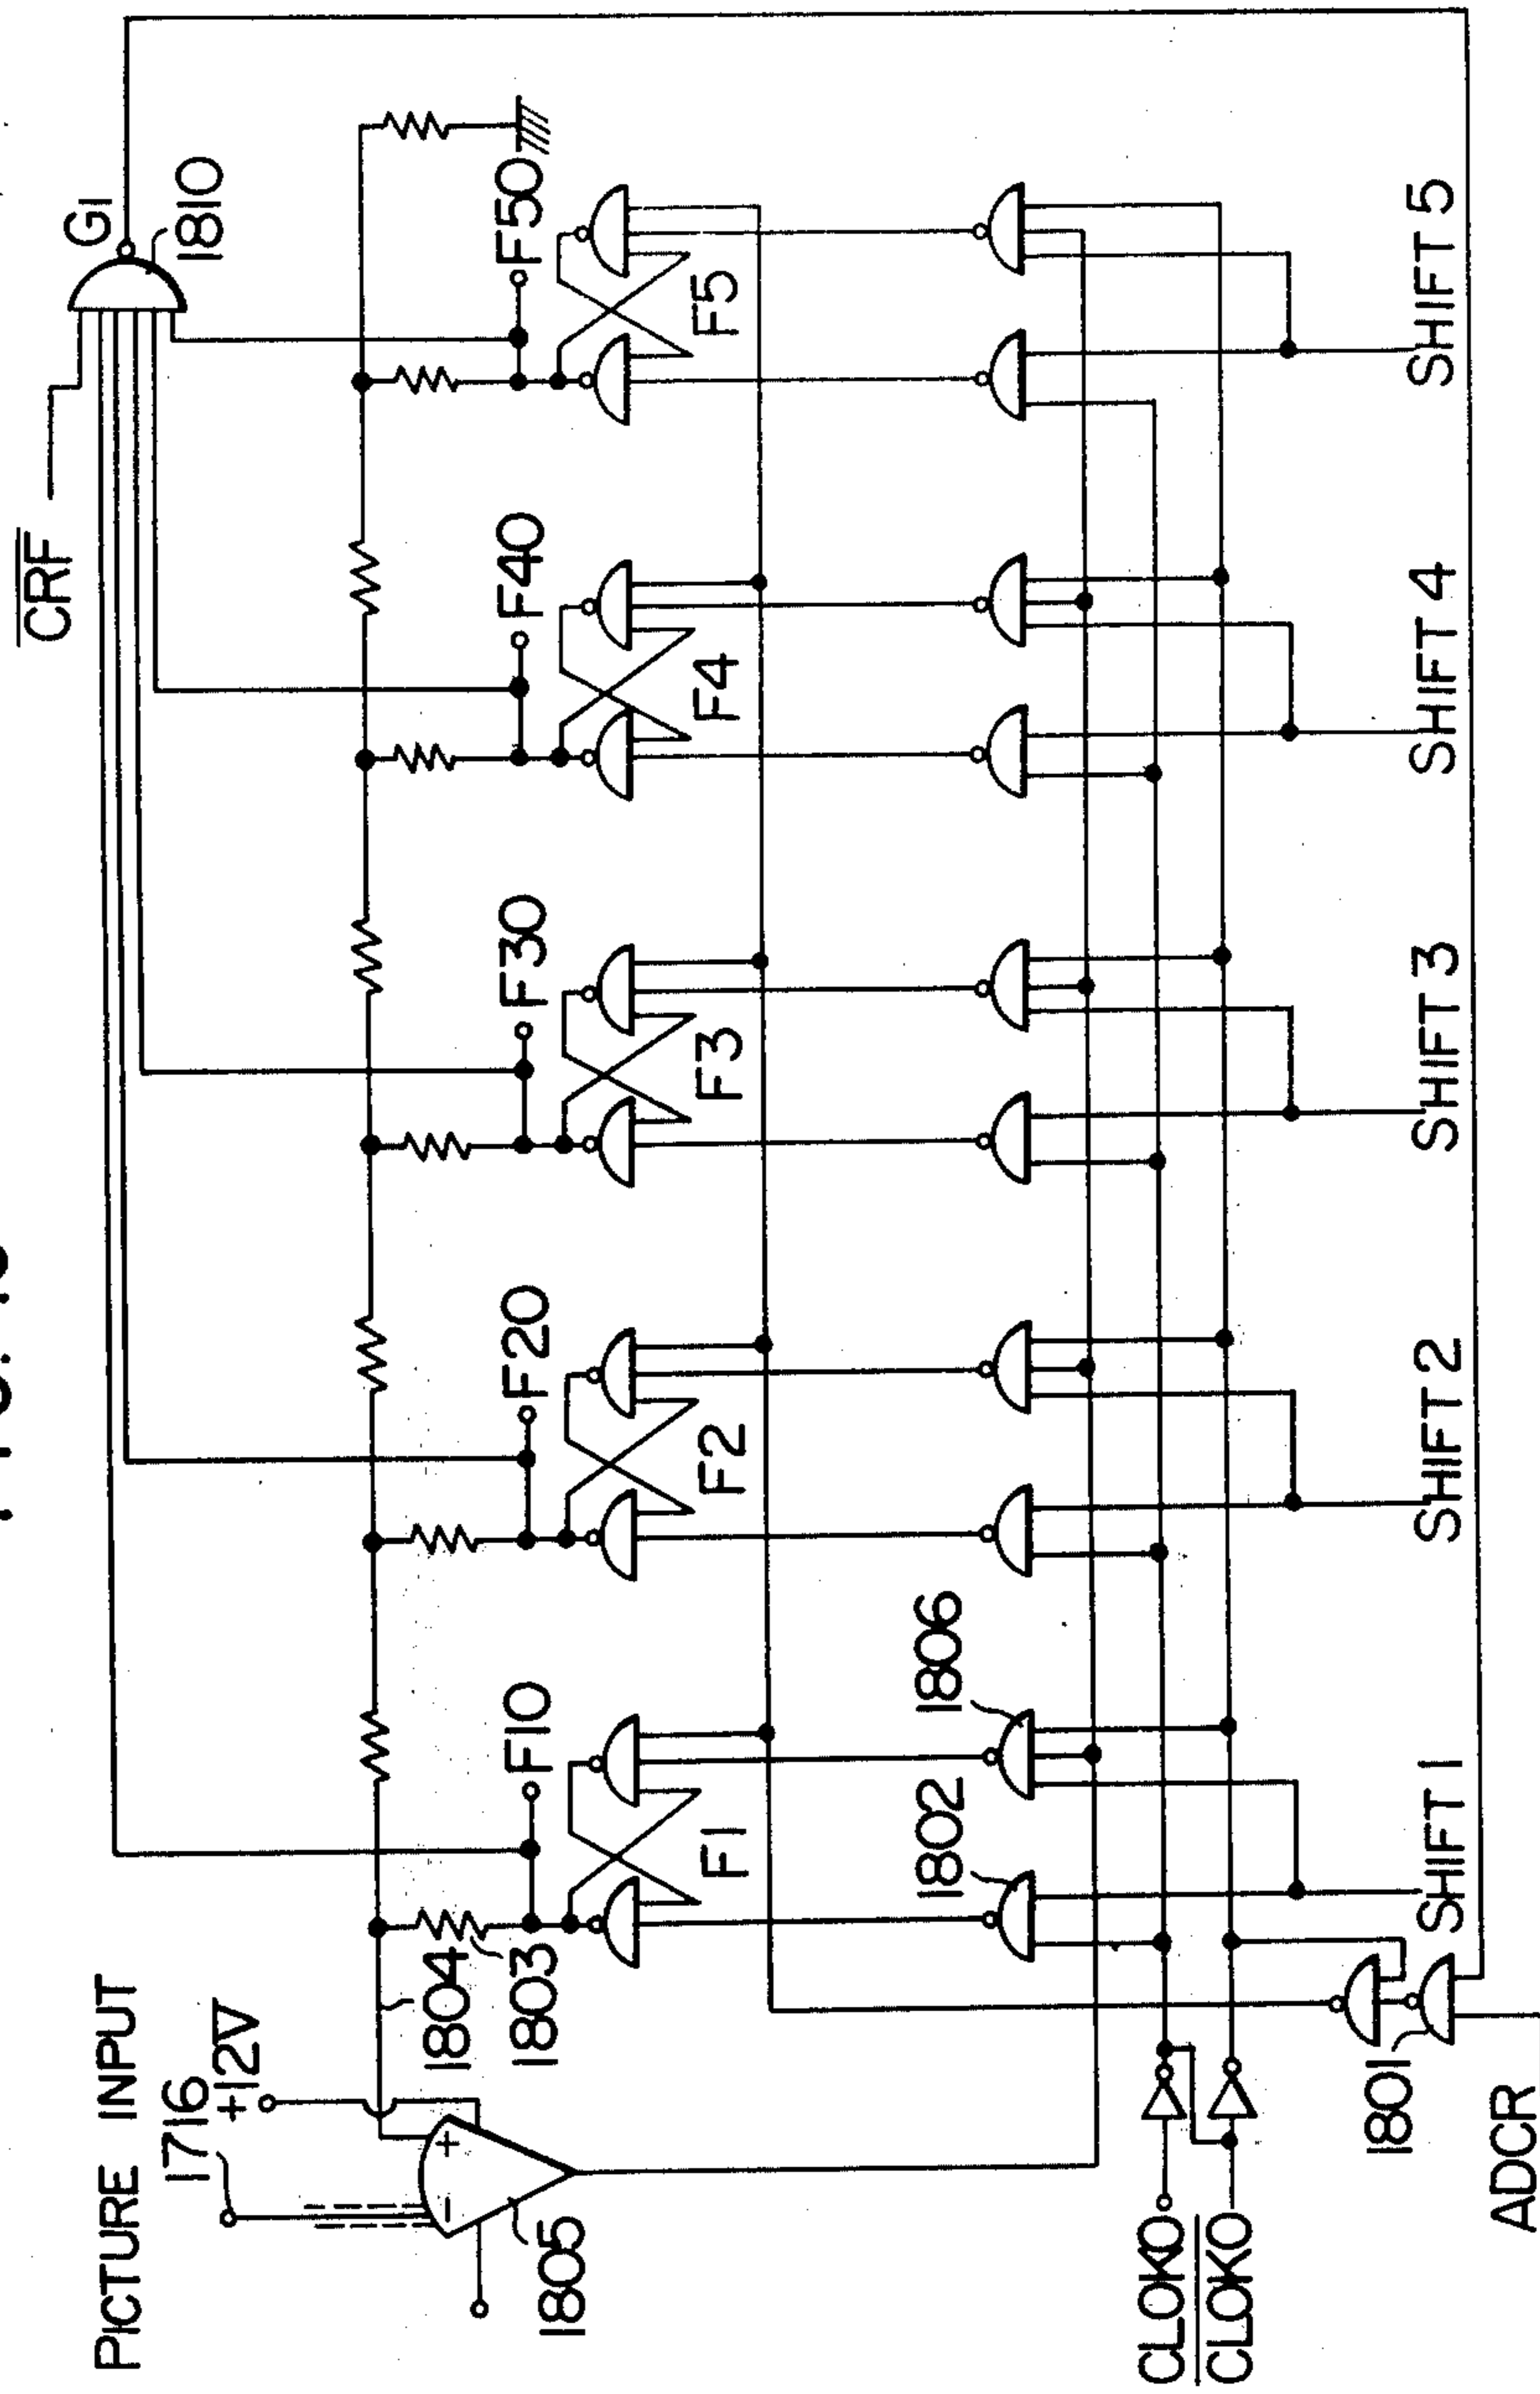 PICTURE INPUT
1716
+12V
1805
1804
1803
CRF
G1
1810
F10
F20
F30
F40
F50
F1
F2
F3
F4
F5
1802
1806
CLOKO
CLOKO
1801
ADCR
SHIFT 1
SHIFT 2
SHIFT 3
SHIFT 4
SHIFT 5